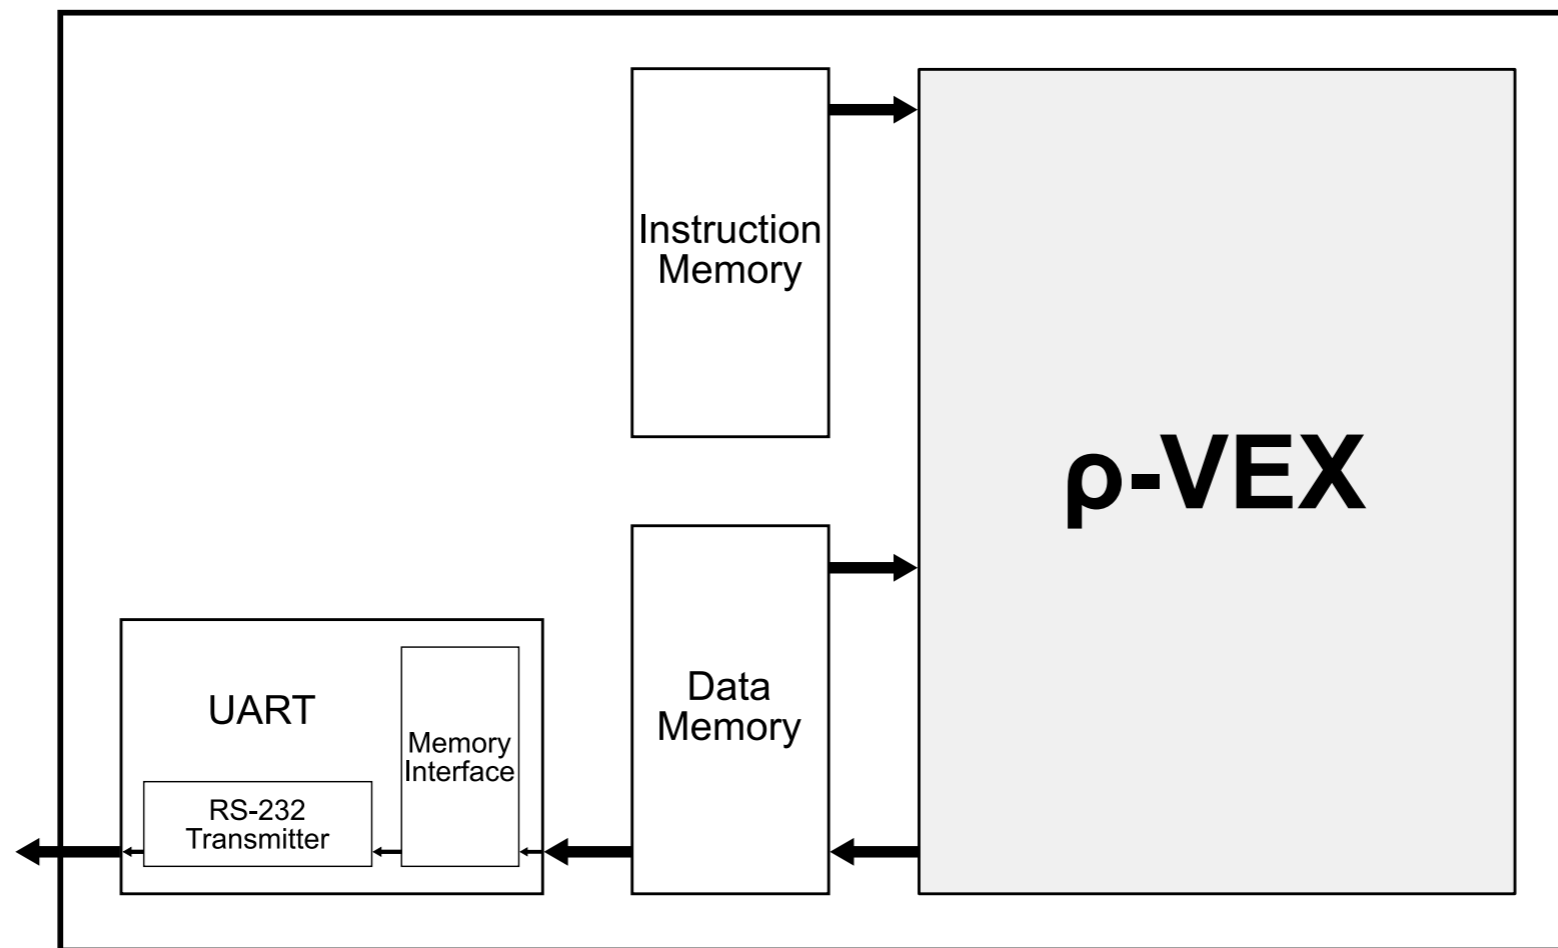 Instruction
Memory
ρ-VEX
Data
Memory
UART
Memory
Interface
RS-232
Transmitter